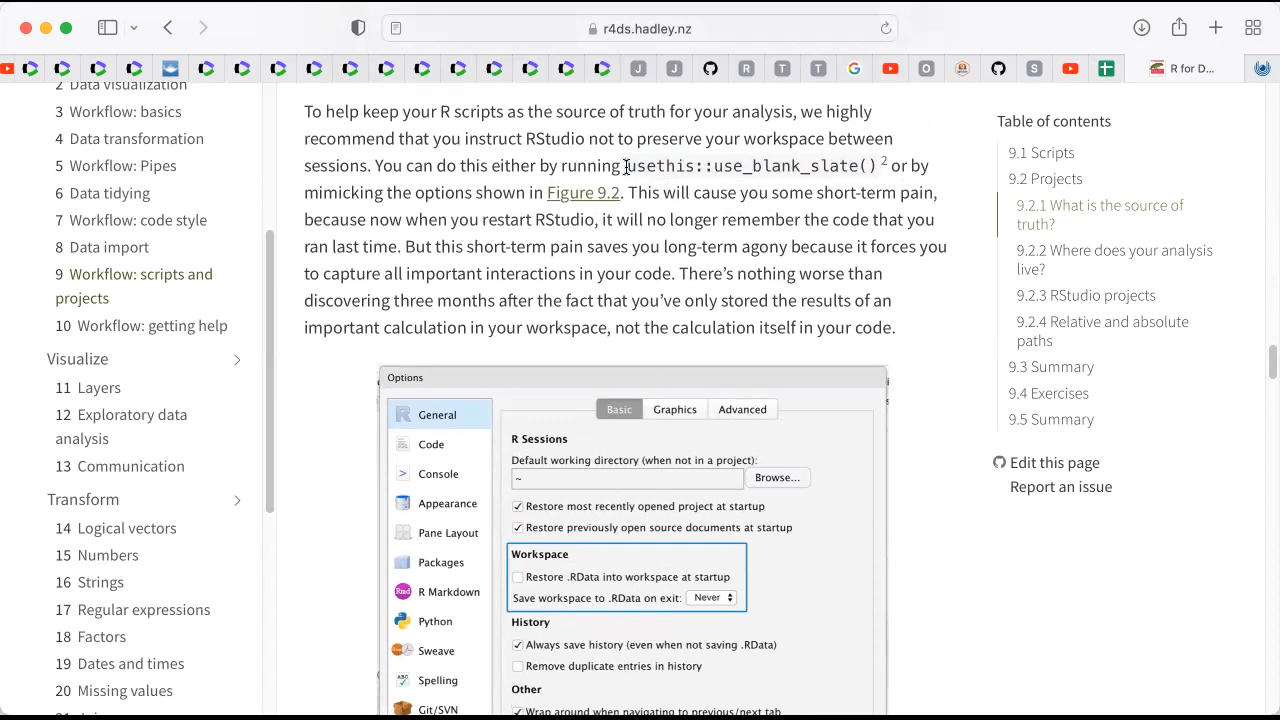 r4ds.hadley.nz
R for D...
2 Data visualization
3 Workflow: basics
4 Data transformation
5 Workflow: Pipes
6 Data tidying
7 Workflow: code style
8 Data import
9 Workflow: scripts and
projects
10 Workflow: getting help
Visualize
11 Layers
12 Exploratory data
analysis
13 Communication
Transform
14 Logical vectors
15 Numbers
16 Strings
17 Regular expressions
18 Factors
19 Dates and times
20 Missing values
To help keep your R scripts as the source of truth for your analysis, we highly
recommend that you instruct RStudio not to preserve your workspace between
sessions. You can do this either by running usethis::use_blank_slate() 2 or by
mimicking the options shown in Figure 9.2. This will cause you some short-term pain,
because now when you restart RStudio, it will no longer remember the code that you
ran last time. But this short-term pain saves you long-term agony because it forces you
to capture all important interactions in your code. There's nothing worse than
discovering three months after the fact that you've only stored the results of an
important calculation in your workspace, not the calculation itself in your code.
Options
General
Code
Console
Appearance
Pane Layout
Packages
R Markdown
Python
Sweave
Spelling
Git/SVN
Basic Graphics Advanced
R Sessions
Default working directory (when not in a project):
~ Browse...
Restore most recently opened project at startup
Restore previously open source documents at startup
Workspace
Restore .RData into workspace at startup
Save workspace to .RData on exit: Never
History
Always save history (even when not saving .RData)
Remove duplicate entries in history
Other
Wrap around when navigating to previous/next tab
Table of contents
9.1 Scripts
9.2 Projects
9.2.1 What is the source of
truth?
9.2.2 Where does your analysis
live?
9.2.3 RStudio projects
9.2.4 Relative and absolute
paths
9.3 Summary
9.4 Exercises
9.5 Summary
Edit this page
Report an issue